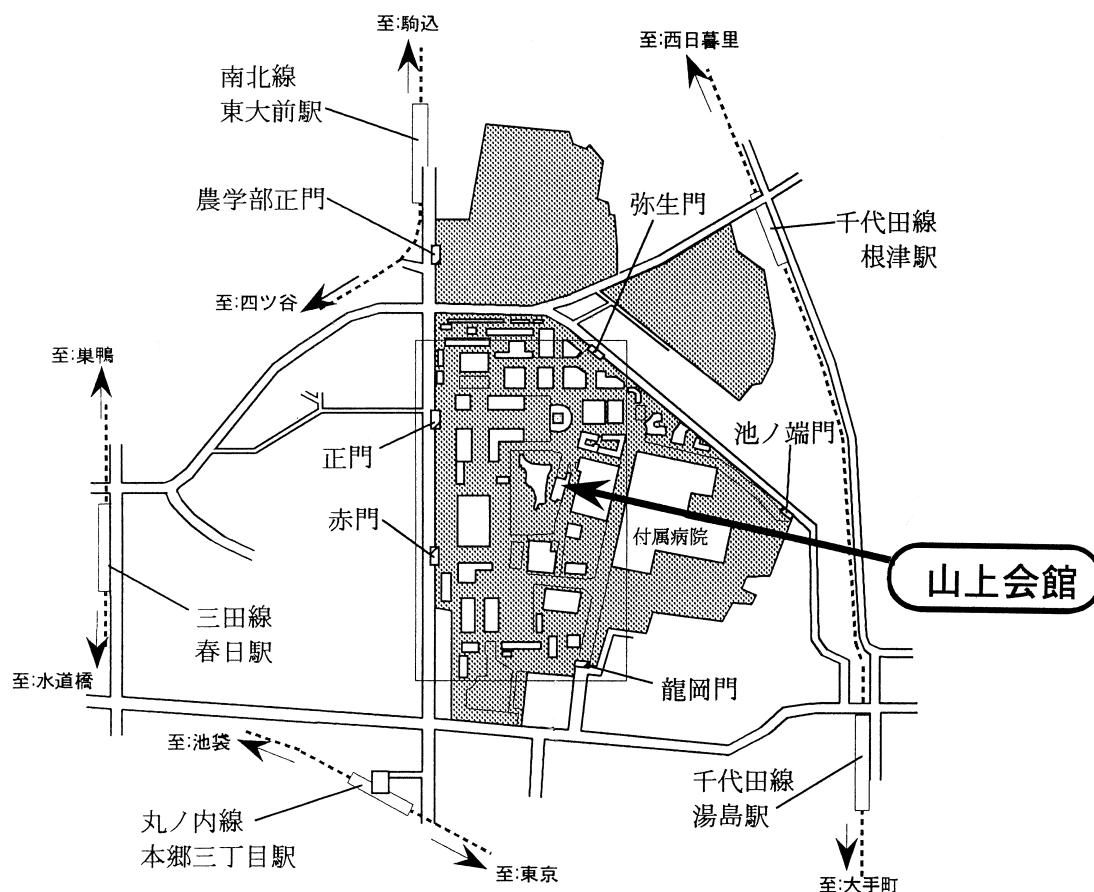 至:駒込
至:西日暮里
南北線
東大前駅
農学部正門
弥生門
千代田線
根津駅
至:四ツ谷
至:巣鴨
正門
池ノ端門
赤門
付属病院
山上会館
三田線
春日駅
至:水道橋
龍岡門
至:池袋
千代田線
湯島駅
丸ノ内線
本郷三丁目駅
至:東京
至:大手町